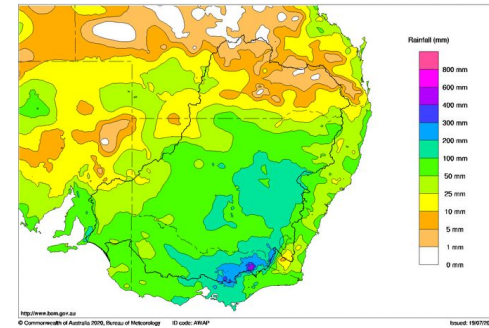 Rainfall (mm)
800 mm
600 mm
400 mm
300 mm
200 mm
100 mm
50 mm
25 mm
10 mm
5 mm
1 mm
0 mm
http://www.bom.gov.au
© Commonwealth of Australia 2020, Bureau of Meteorology ID code: AWAP Issued: